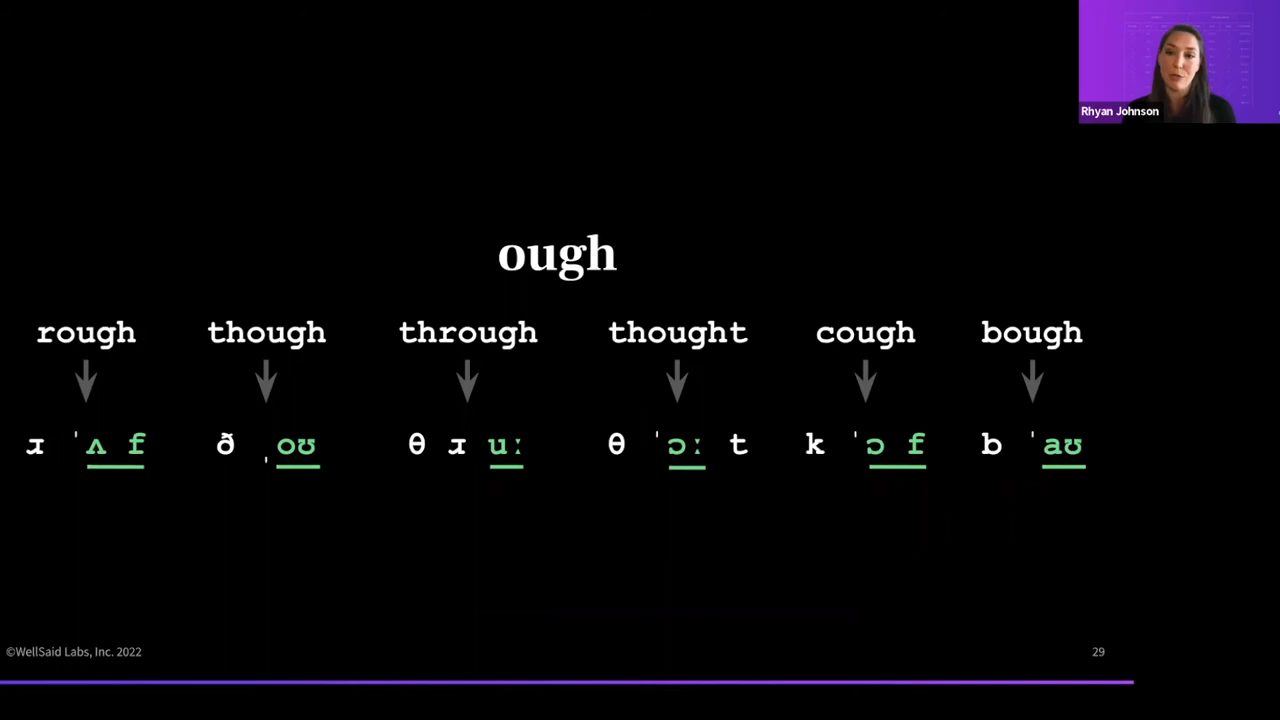 Rhyan Johnson
ough
rough though through thought cough bough
ɹ ˈʌ f ð ˌoʊ θ ɹ uː θ ˈɔː t k ˈɔ f b ˈaʊ
©WellSaid Labs, Inc. 2022 29